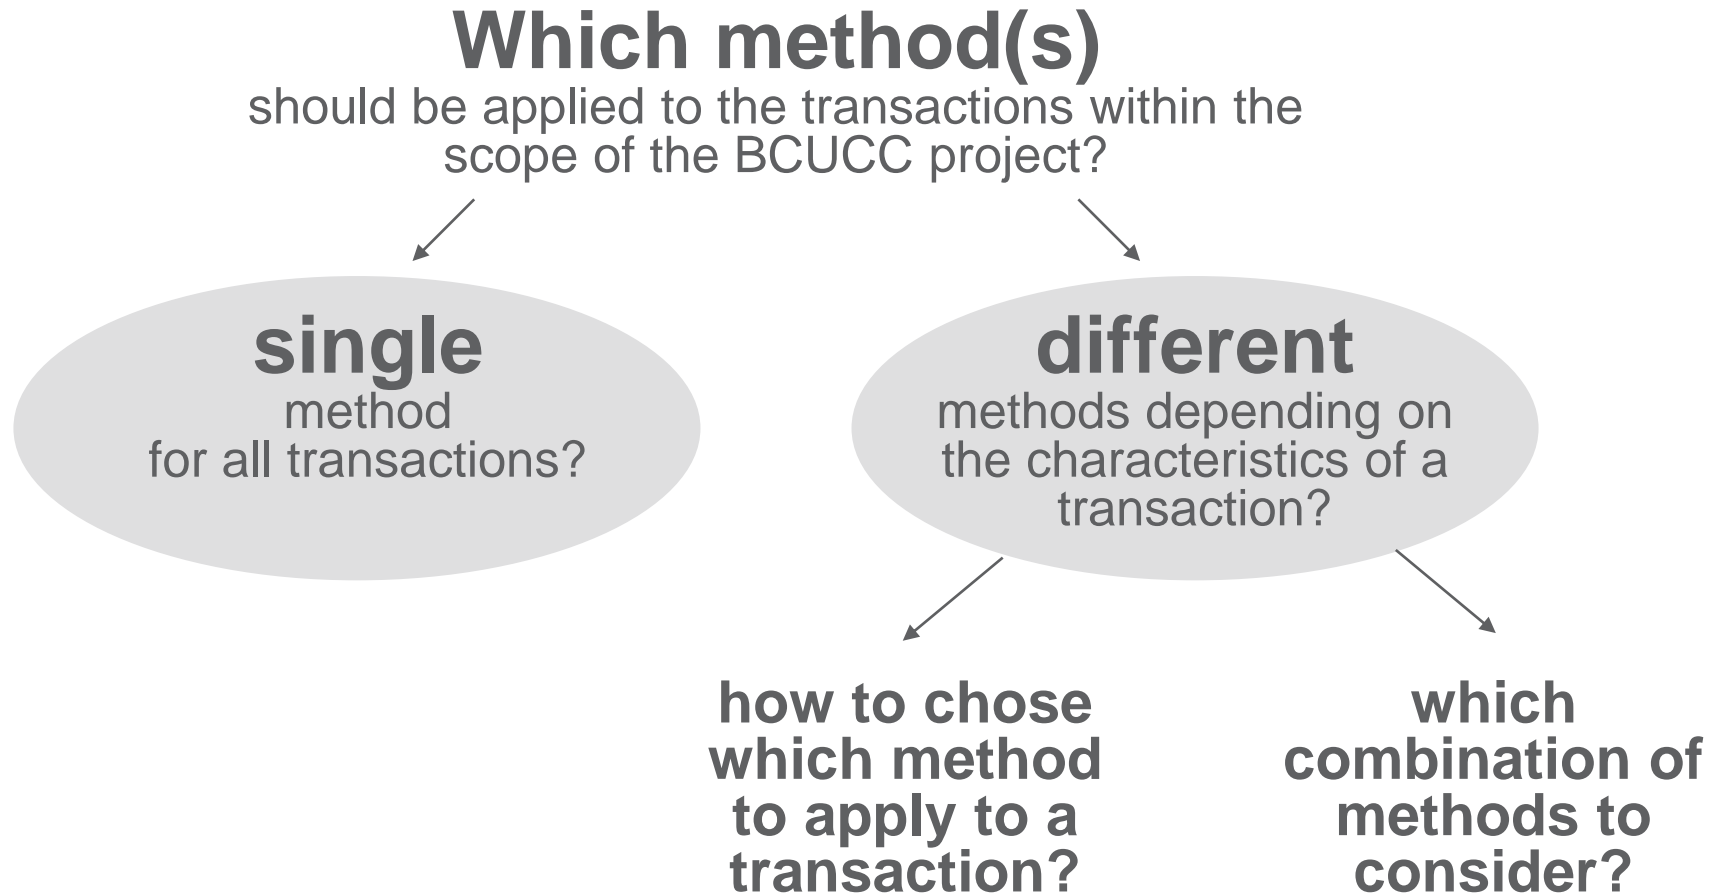 Which method(s)
should be applied to the transactions within the
scope of the BCUCC project?
single
method
for all transactions?
different
methods depending on
the characteristics of a
transaction?
how to chose
which method
to apply to a
transaction?
which
combination of
methods to
consider?